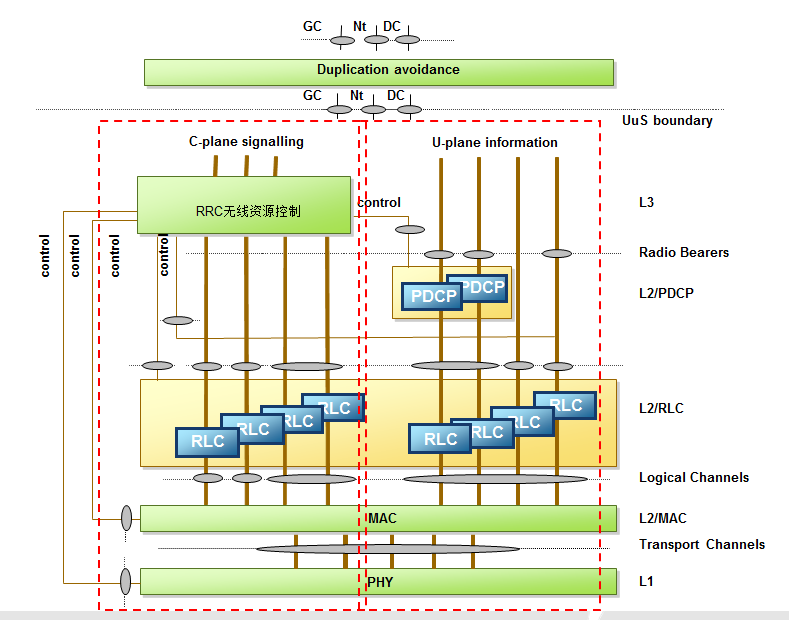 GC Nt DC
Duplication avoidance
GC Nt DC
UuS boundary
C-plane signalling
U-plane information
RRC无线资源控制
control
L3
control
control
control
control
Radio Bearers
PDCP
PDCP
L2/PDCP
RLC
RLC
RLC
RLC
RLC
RLC
RLC
RLC
L2/RLC
Logical Channels
MAC
L2/MAC
Transport Channels
PHY
L1